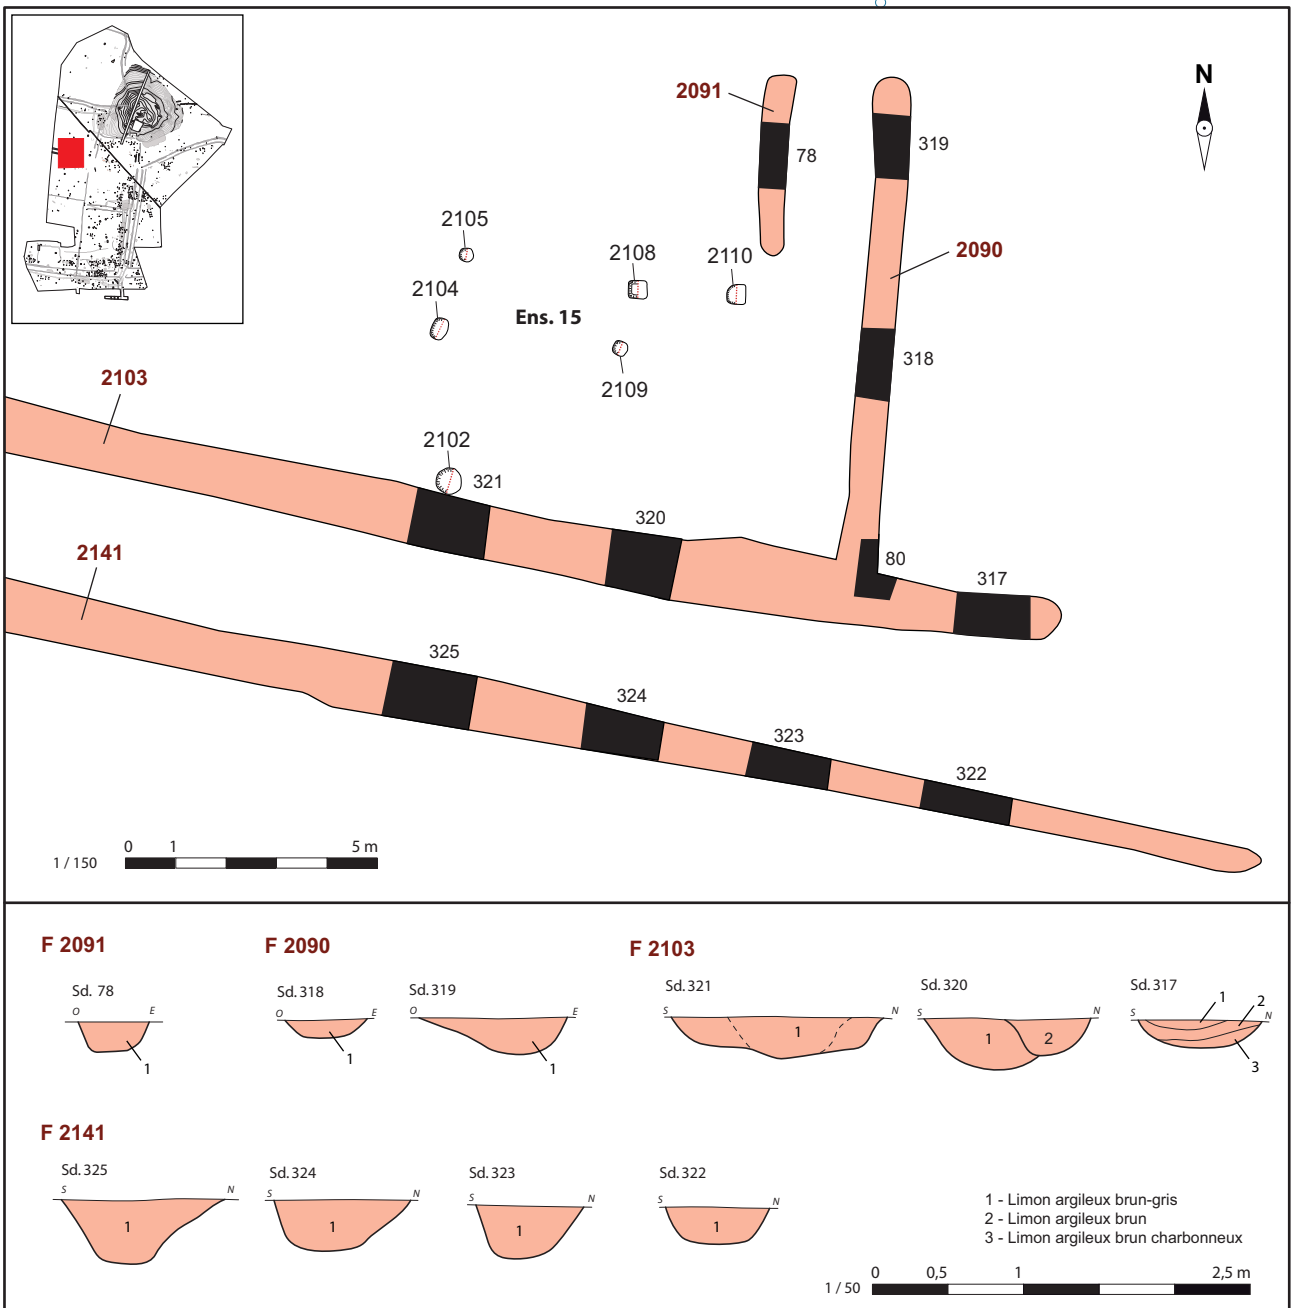 N
2091
78
319
2105
2108
2110
2090
2104
Ens. 15
318
2109
2103
2102
321
320
2141
80
317
325
324
323
322
0 1 5 m
1 / 150
F 2091
F 2090
F 2103
Sd. 78
Sd. 318
Sd. 319
Sd. 321
Sd. 320
Sd. 317
O E
O E
O E
S N
S N
S N
1
1
1
1
1 2
1 2 3
F 2141
Sd. 325
Sd. 324
Sd. 323
Sd. 322
S N
S N
S N
S N
1
1
1
1
1 - Limon argileux brun-gris
2 - Limon argileux brun
3 - Limon argileux brun charbonneux
0 0,5 1 2,5 m
1 / 50